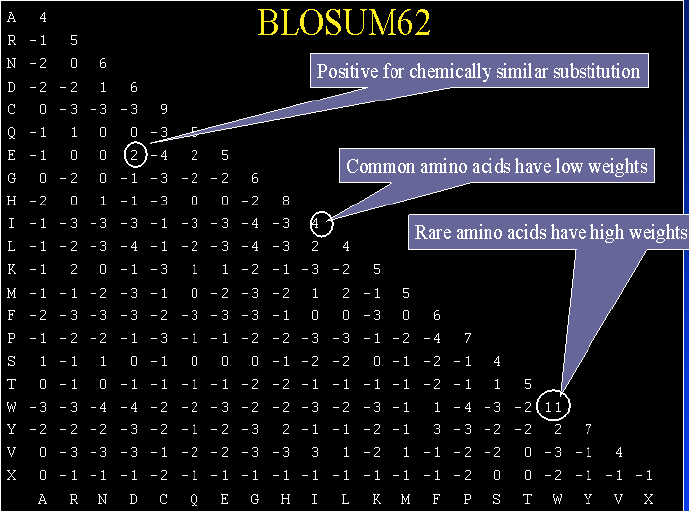 BLOSUM62
A 4
R -1 5
Positive for chemically similar substitution
N -2 0 6
D -2 -2 1 6
C 0 -3 -3 -3 9
Q -1 1 0 0 -3 5
E -1 0 0 2 -4 2 5
Common amino acids have low weights
G 0 -2 0 -1 -3 -2 -2 6
H -2 0 1 -1 -3 0 0 -2 8
I -1 -3 -3 -3 -1 -3 -3 -4 -3 4
Rare amino acids have high weights
L -1 -2 -3 -4 -1 -2 -3 -4 -3 2 4
K -1 2 0 -1 -3 1 1 -2 -1 -3 -2 5
M -1 -1 -2 -3 -1 0 -2 -3 -2 1 2 -1 5
F -2 -3 -3 -3 -2 -3 -3 -3 -1 0 0 -3 0 6
P -1 -2 -2 -1 -3 -1 -1 -2 -2 -3 -3 -1 -2 -4 7
S 1 -1 1 0 -1 0 0 0 -1 -2 -2 0 -1 -2 -1 4
T 0 -1 0 -1 -1 -1 -1 -2 -2 -1 -1 -1 -1 -2 -1 1 5
W -3 -3 -4 -4 -2 -2 -3 -2 -2 -3 -2 -3 -1 1 -4 -3 -2 11
Y -2 -2 -2 -3 -2 -1 -2 -3 2 -1 -1 -2 -1 3 -3 -2 -2 2 7
V 0 -3 -3 -3 -1 -2 -2 -3 -3 3 1 -2 1 -1 -2 -2 0 -3 -1 4
X 0 -1 -1 -1 -2 -1 -1 -1 -1 -1 -1 -1 -1 -1 -2 0 0 -2 -1 -1 -1
A R N D C Q E G H I L K M F P S T W Y V X